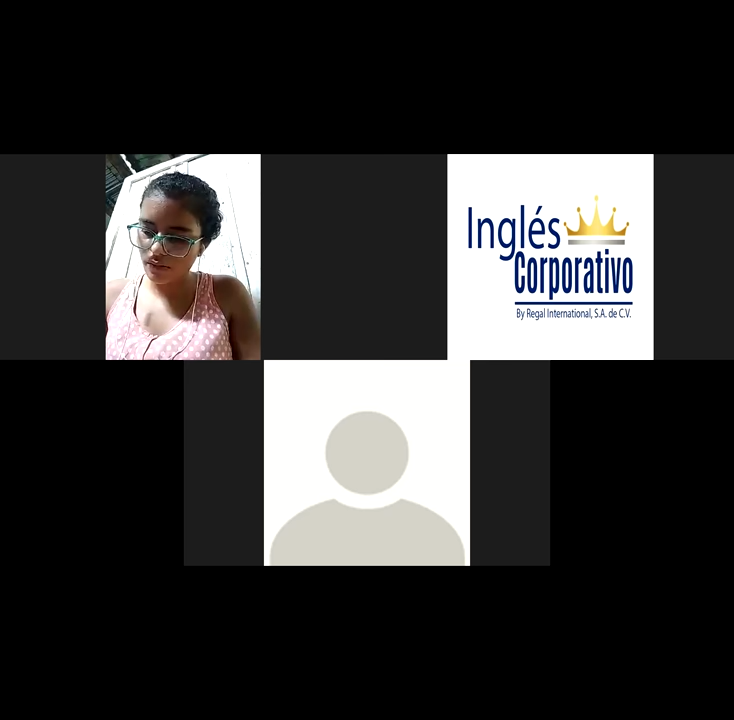 Inglés
Corporativo
By Regal International, S.A. de C.V.